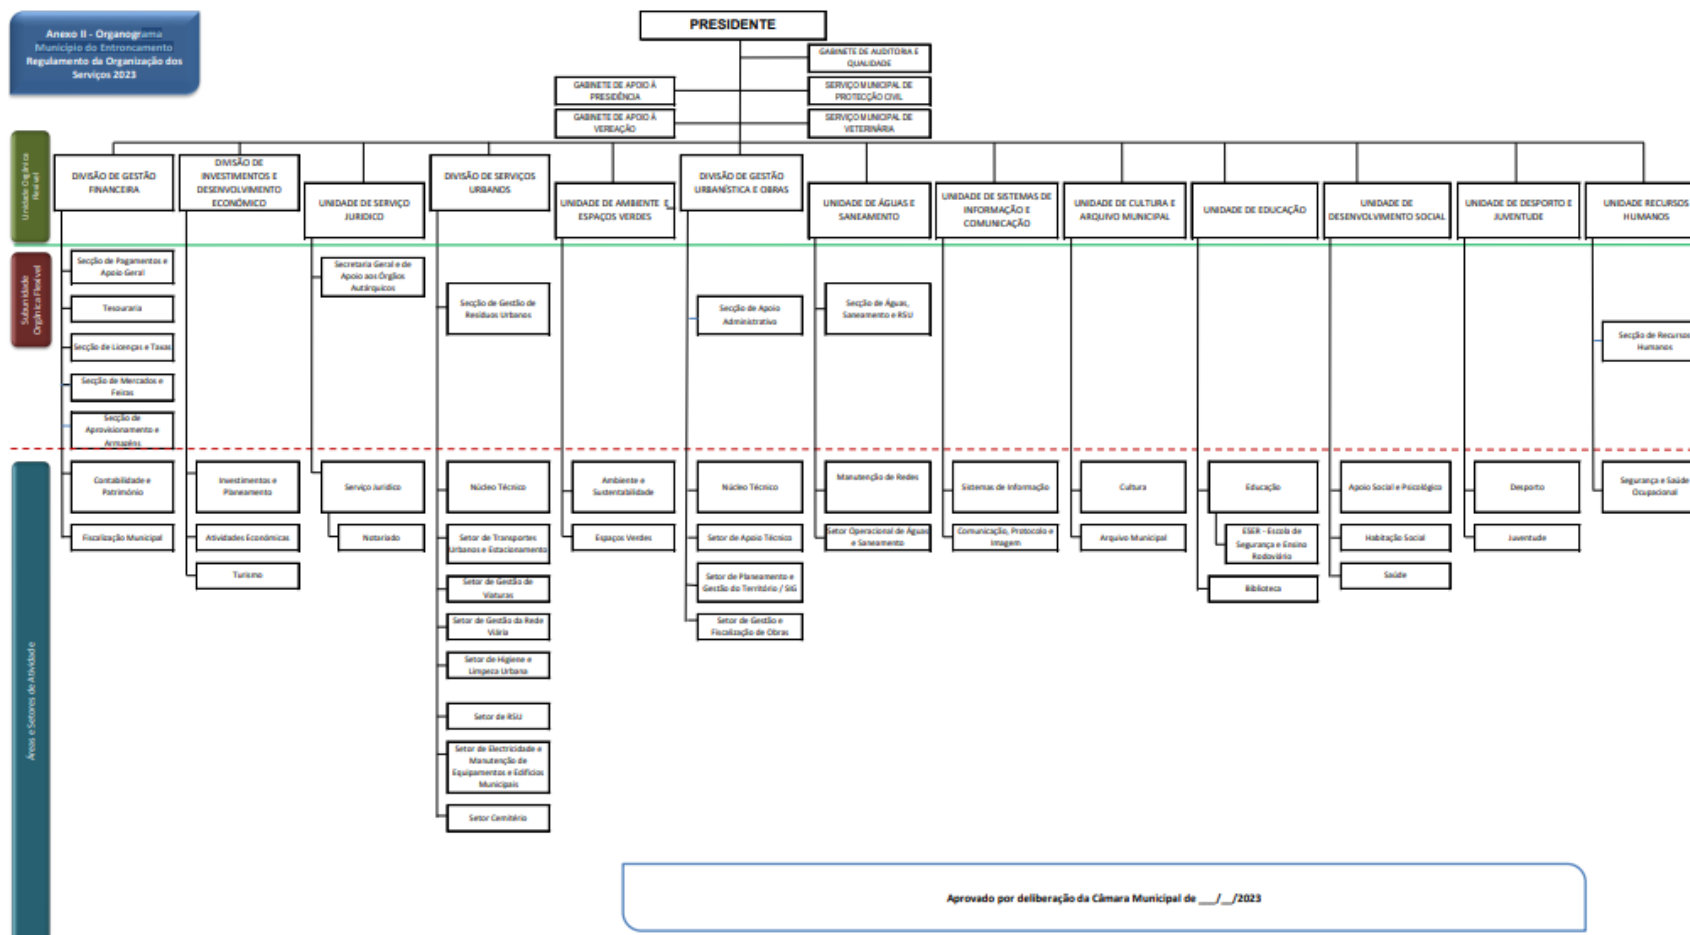 Anexo II - Organograma
Município do Entroncamento
Regulamento da Organização dos
Serviços 2023
PRESIDENTE
GABINETE DE AUDITORIA E
QUALIDADE
GABINETE DE APOIO À
PRESIDÊNCIA
SERVIÇO MUNICIPAL DE
PROTECÇÃO CIVIL
GABINETE DE APOIO À
VEREAÇÃO
SERVIÇO MUNICIPAL DE
VETERINÁRIA
Unidade Orgânica
Flexível
DIVISÃO DE GESTÃO
FINANCEIRA
DIVISÃO DE
INVESTIMENTOS E
DESENVOLVIMENTO
ECONÓMICO
UNIDADE DE SERVIÇO
JURIDICO
DIVISÃO DE SERVIÇOS
URBANOS
UNIDADE DE AMBIENTE E
ESPAÇOS VERDES
DIVISÃO DE GESTÃO
URBANÍSTICA E OBRAS
UNIDADE DE ÁGUAS E
SANEAMENTO
UNIDADE DE SISTEMAS DE
INFORMAÇÃO E
COMUNICAÇÃO
UNIDADE DE CULTURA E
ARQUIVO MUNICIPAL
UNIDADE DE EDUCAÇÃO
UNIDADE DE
DESENVOLVIMENTO SOCIAL
UNIDADE DE DESPORTO E
JUVENTUDE
UNIDADE RECURSOS
HUMANOS
Subunidade
Orgânica Flexível
Secção de Pagamentos e
Apoio Geral
Tesouraria
Secção de Licenças e Taxas
Secção de Mercados e
Feiras
Secção de
Aprovisionamento e
Armazéns
Secretaria Geral e de
Apoio aos Órgãos
Autárquicos
Secção de Gestão de
Resíduos Urbanos
Secção de Apoio
Administrativo
Secção de Águas,
Saneamento e RSU
Secção de Recursos
Humanos
Áreas e Setores de Atividade
Contabilidade e
Património
Fiscalização Municipal
Investimentos e
Planeamento
Atividades Económicas
Turismo
Serviço Juridico
Notariado
Núcleo Técnico
Setor de Transportes
Urbanos e Estacionamento
Setor de Gestão de
Viaturas
Setor de Gestão da Rede
Viária
Setor de Higiene e
Limpeza Urbana
Setor de RSU
Setor de Electricidade e
Manutenção de
Equipamentos e Edifícios
Municipais
Setor Cemitério
Ambiente e
Sustentabilidade
Espaços Verdes
Núcleo Técnico
Setor de Apoio Técnico
Setor de Planeamento e
Gestão do Território / SIG
Setor de Gestão e
Fiscalização de Obras
Manutenção de Redes
Setor Operacional de Águas
e Saneamento
Sistemas de Informação
Comunicação, Protocolo e
Imagem
Cultura
Arquivo Municipal
Educação
ESER - Escola de
Segurança e Ensino
Rodoviário
Biblioteca
Apoio Social e Psicológico
Habitação Social
Saúde
Desporto
Juventude
Segurança e Saúde
Ocupacional
Aprovado por deliberação da Câmara Municipal de ___/__/2023